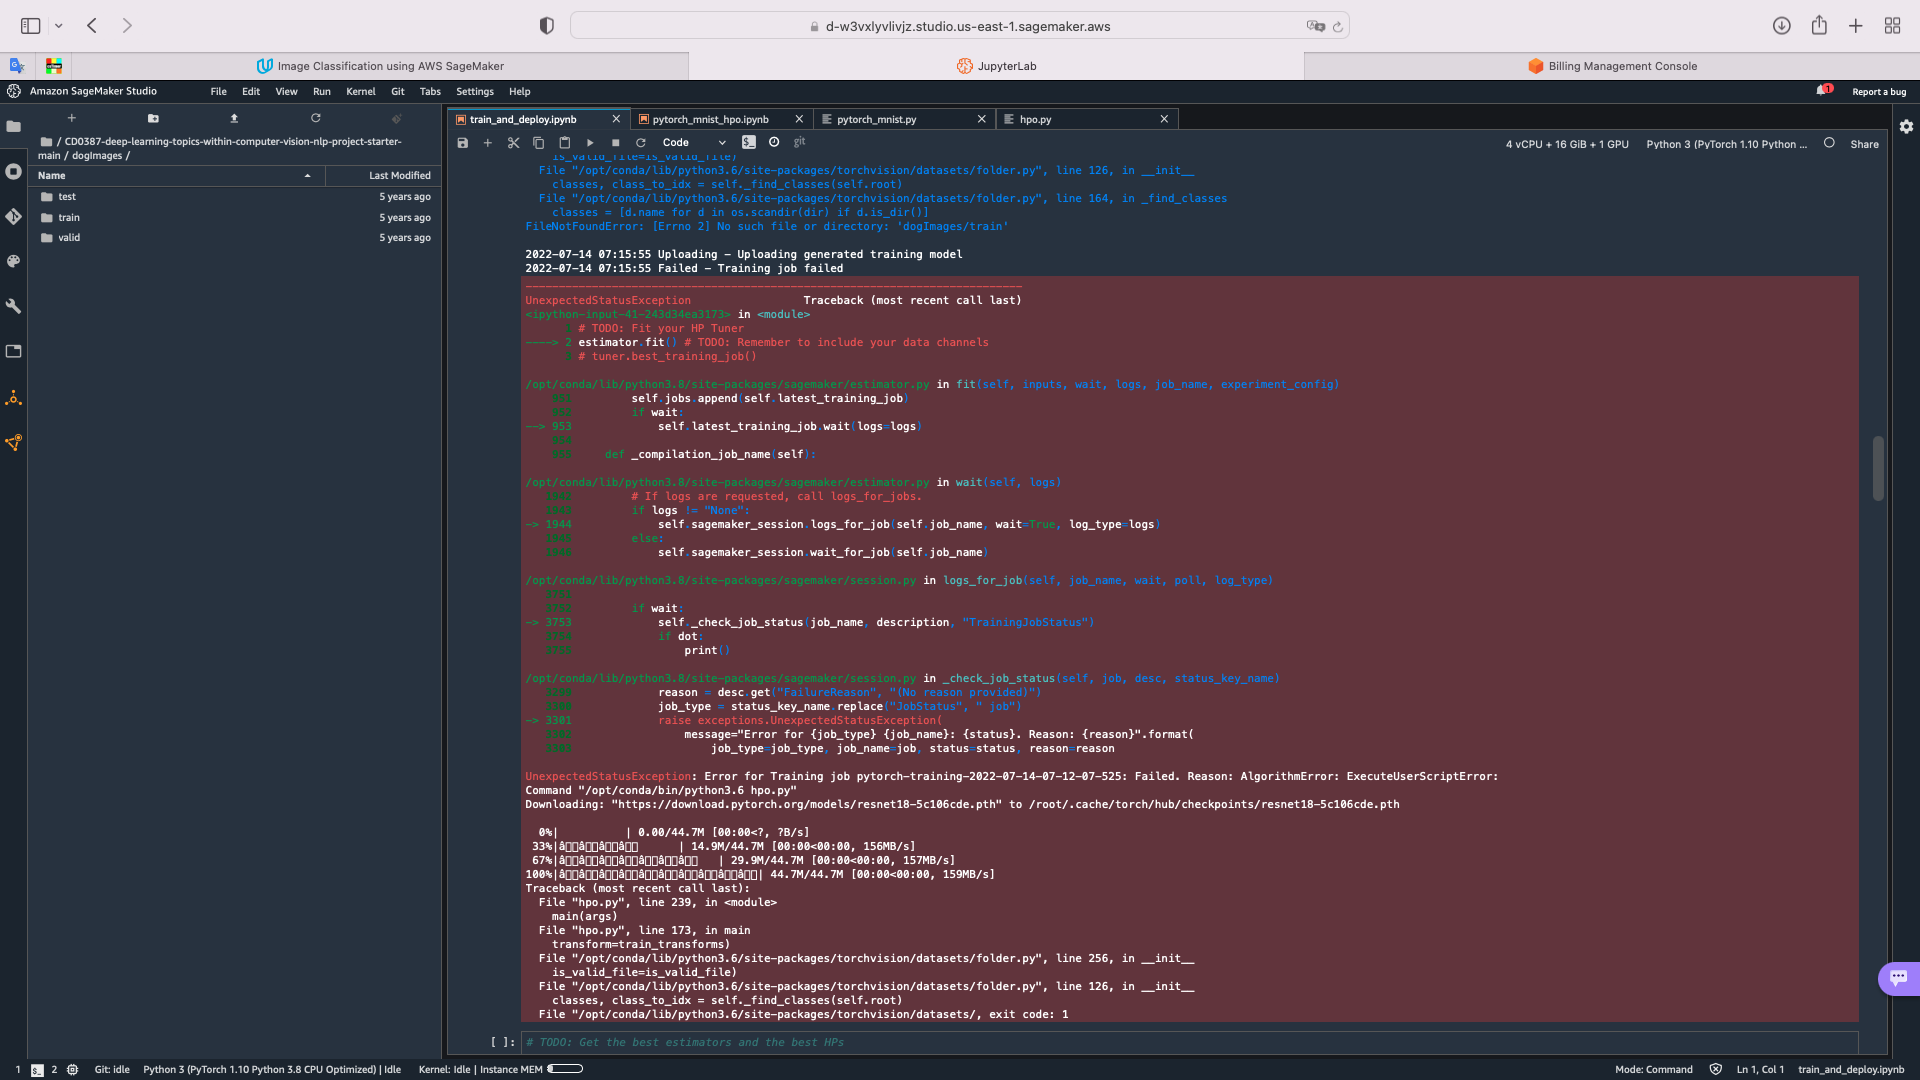 d-w3vxlyvlivjz.studio.us-east-1.sagemaker.aws
Image Classification using AWS SageMaker
JupyterLab
Billing Management Console
Amazon SageMaker Studio
File Edit View Run Kernel Git Tabs Settings Help
1
Report a bug
train_and_deploy.ipynb
pytorch_mnist_hpo.ipynb
pytorch_mnist.py
hpo.py
/ CD0387-deep-learning-topics-within-computer-vision-nlp-project-starter-
main / dogImages /
Code
git
4 vCPU + 16 GiB + 1 GPU
Python 3 (PyTorch 1.10 Python ...
Share
Name Last Modified
test 5 years ago
train 5 years ago
valid 5 years ago
is_valid_file=is_valid_file)
File "/opt/conda/lib/python3.6/site-packages/torchvision/datasets/folder.py", line 126, in __init__
classes, class_to_idx = self._find_classes(self.root)
File "/opt/conda/lib/python3.6/site-packages/torchvision/datasets/folder.py", line 164, in _find_classes
classes = [d.name for d in os.scandir(dir) if d.is_dir()]
FileNotFoundError: [Errno 2] No such file or directory: 'dogImages/train'
2022-07-14 07:15:55 Uploading - Uploading generated training model
2022-07-14 07:15:55 Failed - Training job failed
---------------------------------------------------------------------------
UnexpectedStatusException Traceback (most recent call last)
<ipython-input-41-243d34ea3173> in <module>
1 # TODO: Fit your HP Tuner
----> 2 estimator.fit() # TODO: Remember to include your data channels
3 # tuner.best_training_job()
/opt/conda/lib/python3.8/site-packages/sagemaker/estimator.py in fit(self, inputs, wait, logs, job_name, experiment_config)
951 self.jobs.append(self.latest_training_job)
952 if wait:
--> 953 self.latest_training_job.wait(logs=logs)
954
955 def _compilation_job_name(self):
/opt/conda/lib/python3.8/site-packages/sagemaker/estimator.py in wait(self, logs)
1942 # If logs are requested, call logs_for_jobs.
1943 if logs != "None":
-> 1944 self.sagemaker_session.logs_for_job(self.job_name, wait=True, log_type=logs)
1945 else:
1946 self.sagemaker_session.wait_for_job(self.job_name)
/opt/conda/lib/python3.8/site-packages/sagemaker/session.py in logs_for_job(self, job_name, wait, poll, log_type)
3751
3752 if wait:
-> 3753 self._check_job_status(job_name, description, "TrainingJobStatus")
3754 if dot:
3755 print()
/opt/conda/lib/python3.8/site-packages/sagemaker/session.py in _check_job_status(self, job, desc, status_key_name)
3299 reason = desc.get("FailureReason", "(No reason provided)")
3300 job_type = status_key_name.replace("JobStatus", " job")
-> 3301 raise exceptions.UnexpectedStatusException(
3302 message="Error for {job_type} {job_name}: {status}. Reason: {reason}".format(
3303 job_type=job_type, job_name=job, status=status, reason=reason
UnexpectedStatusException: Error for Training job pytorch-training-2022-07-14-07-12-07-525: Failed. Reason: AlgorithmError: ExecuteUserScriptError:
Command "/opt/conda/bin/python3.6 hpo.py"
Downloading: "https://download.pytorch.org/models/resnet18-5c106cde.pth" to /root/.cache/torch/hub/checkpoints/resnet18-5c106cde.pth
0%| | 0.00/44.7M [00:00<?, ?B/s]
33%|â▯▯â▯▯â▯▯â▯▯ | 14.9M/44.7M [00:00<00:00, 156MB/s]
67%|â▯▯â▯▯â▯▯â▯▯â▯▯â▯▯â▯▯ | 29.9M/44.7M [00:00<00:00, 157MB/s]
100%|â▯▯â▯▯â▯▯â▯▯â▯▯â▯▯â▯▯â▯▯â▯▯â▯▯| 44.7M/44.7M [00:00<00:00, 159MB/s]
Traceback (most recent call last):
File "hpo.py", line 239, in <module>
main(args)
File "hpo.py", line 173, in main
transform=train_transforms)
File "/opt/conda/lib/python3.6/site-packages/torchvision/datasets/folder.py", line 256, in __init__
is_valid_file=is_valid_file)
File "/opt/conda/lib/python3.6/site-packages/torchvision/datasets/folder.py", line 126, in __init__
classes, class_to_idx = self._find_classes(self.root)
File "/opt/conda/lib/python3.6/site-packages/torchvision/datasets/, exit code: 1
[ ]: # TODO: Get the best estimators and the best HPs
1 2 Git: idle Python 3 (PyTorch 1.10 Python 3.8 CPU Optimized) | Idle Kernel: Idle | Instance MEM
Mode: Command Ln 1, Col 1 train_and_deploy.ipynb